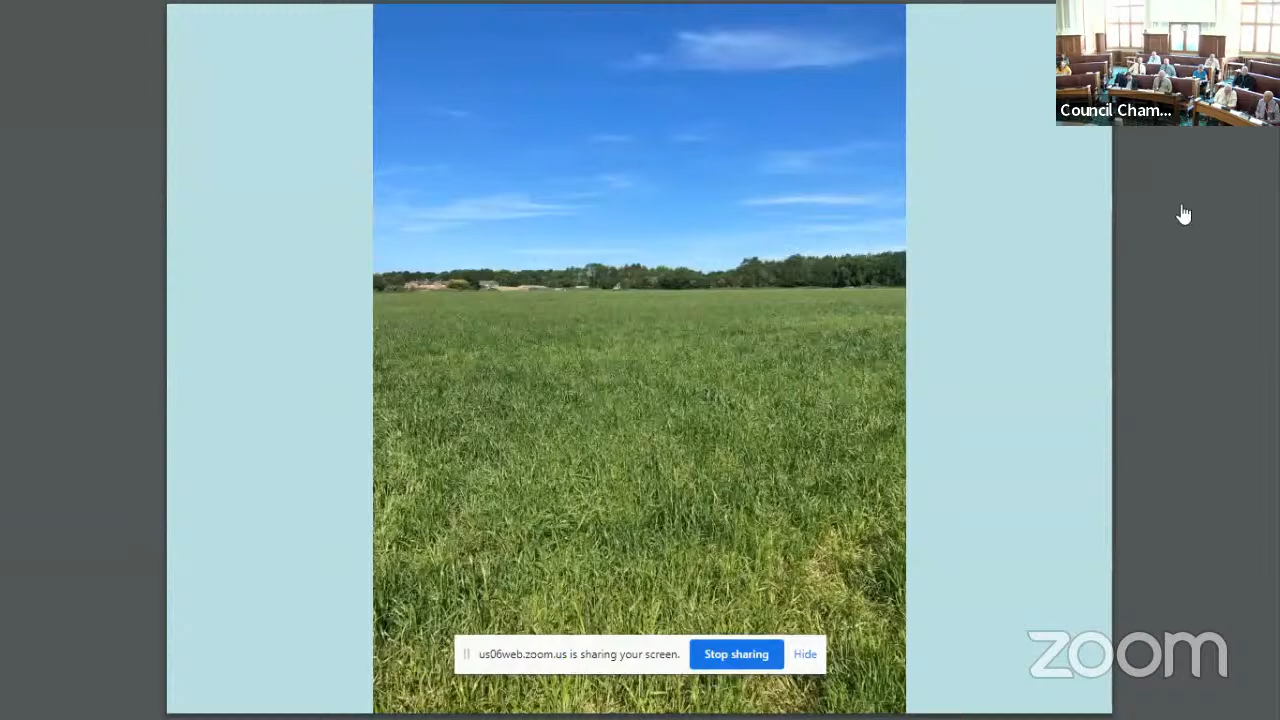 Council Cham...
us06web.zoom.us is sharing your screen.
Stop sharing
Hide
zoom